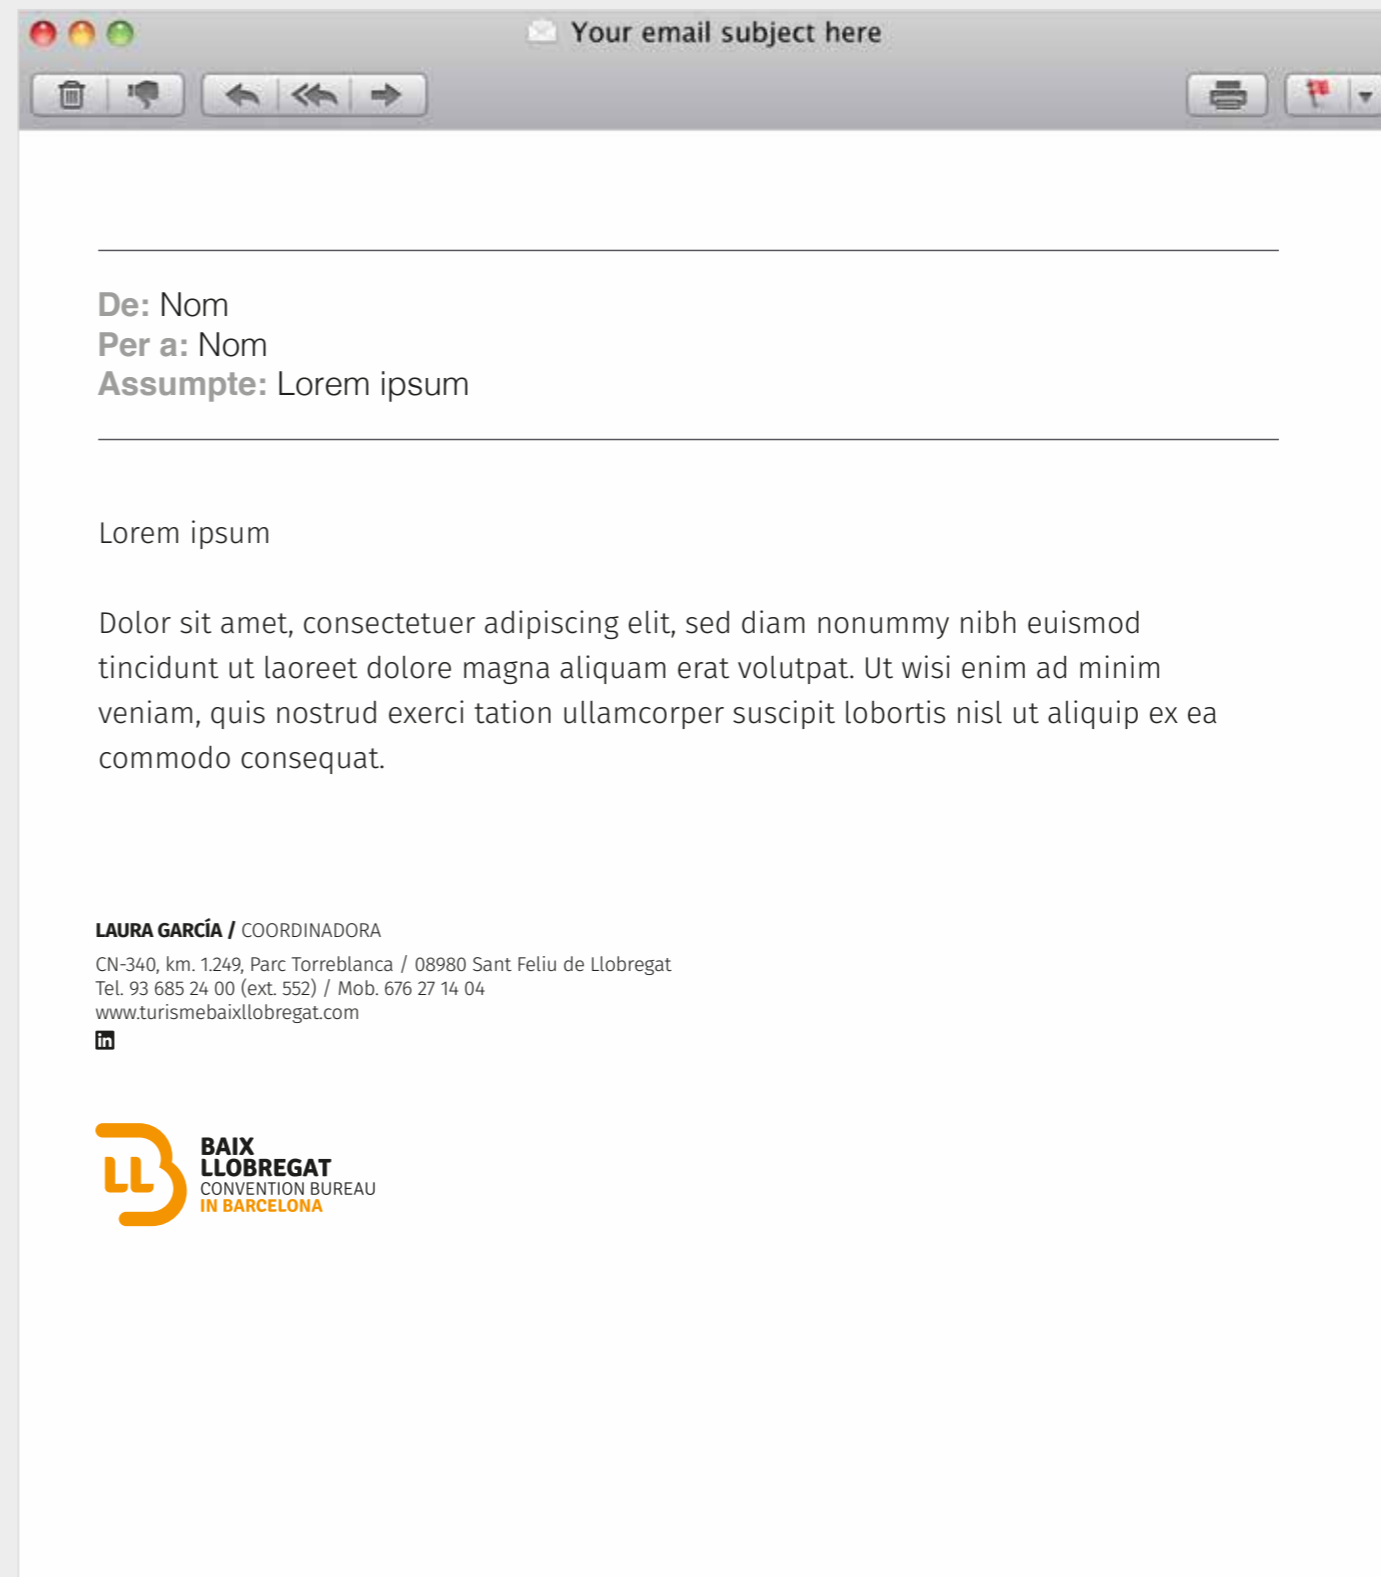 Your email subject here
De: Nom
Per a: Nom
Assumpte: Lorem ipsum
Lorem ipsum
Dolor sit amet, consectetuer adipiscing elit, sed diam nonummy nibh euismod
tincidunt ut laoreet dolore magna aliquam erat volutpat. Ut wisi enim ad minim
veniam, quis nostrud exerci tation ullamcorper suscipit lobortis nisl ut aliquip ex ea
commodo consequat.
LAURA GARCÍA / COORDINADORA
CN-340, km. 1.249, Parc Torreblanca / 08980 Sant Feliu de Llobregat
Tel. 93 685 24 00 (ext. 552) / Mob. 676 27 14 04
www.turismebaixllobregat.com
in
LLB
BAIX
LLOBREGAT
CONVENTION BUREAU
IN BARCELONA